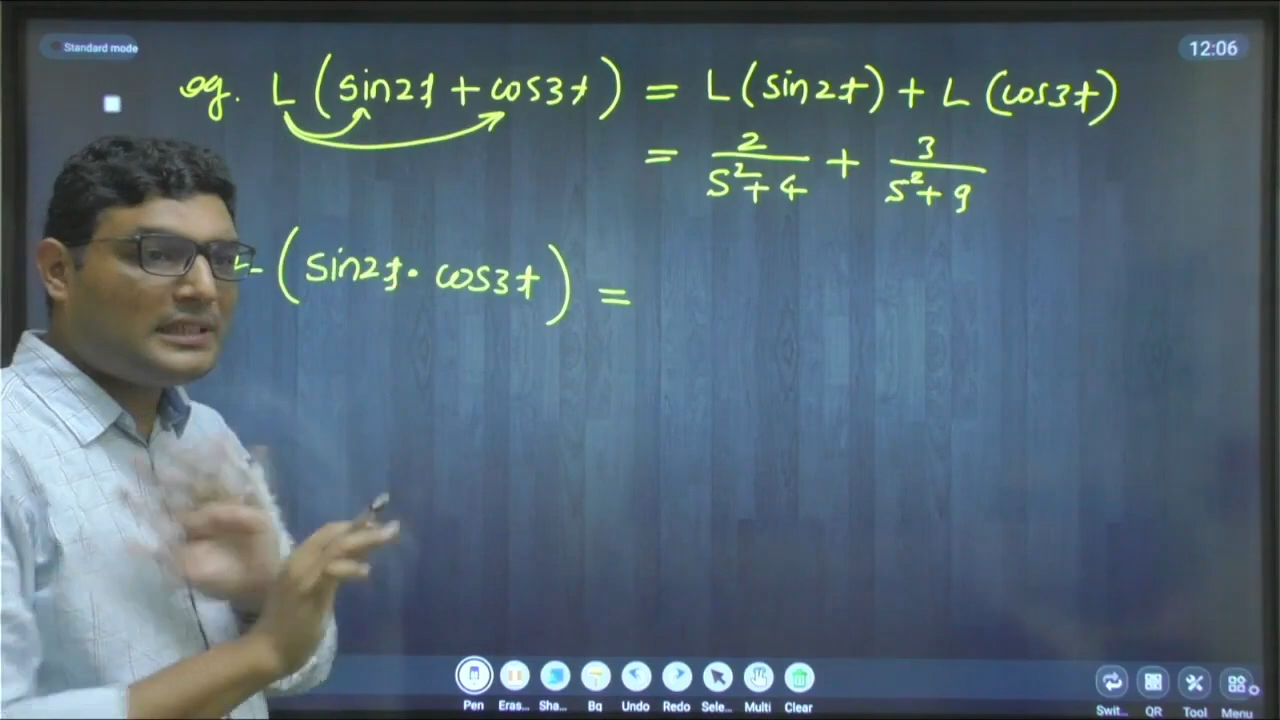 Standard mode
12:06
eg. L (sin2t + cos3t) = L (sin2t) + L (cos3t)
= 2/(s²+4) + 3/(s²+9)
L (sin2t · cos3t) =
Pen Eras... Sha... Bg Undo Redo Sele... Multi Clear
Swit... QR Tool Menu